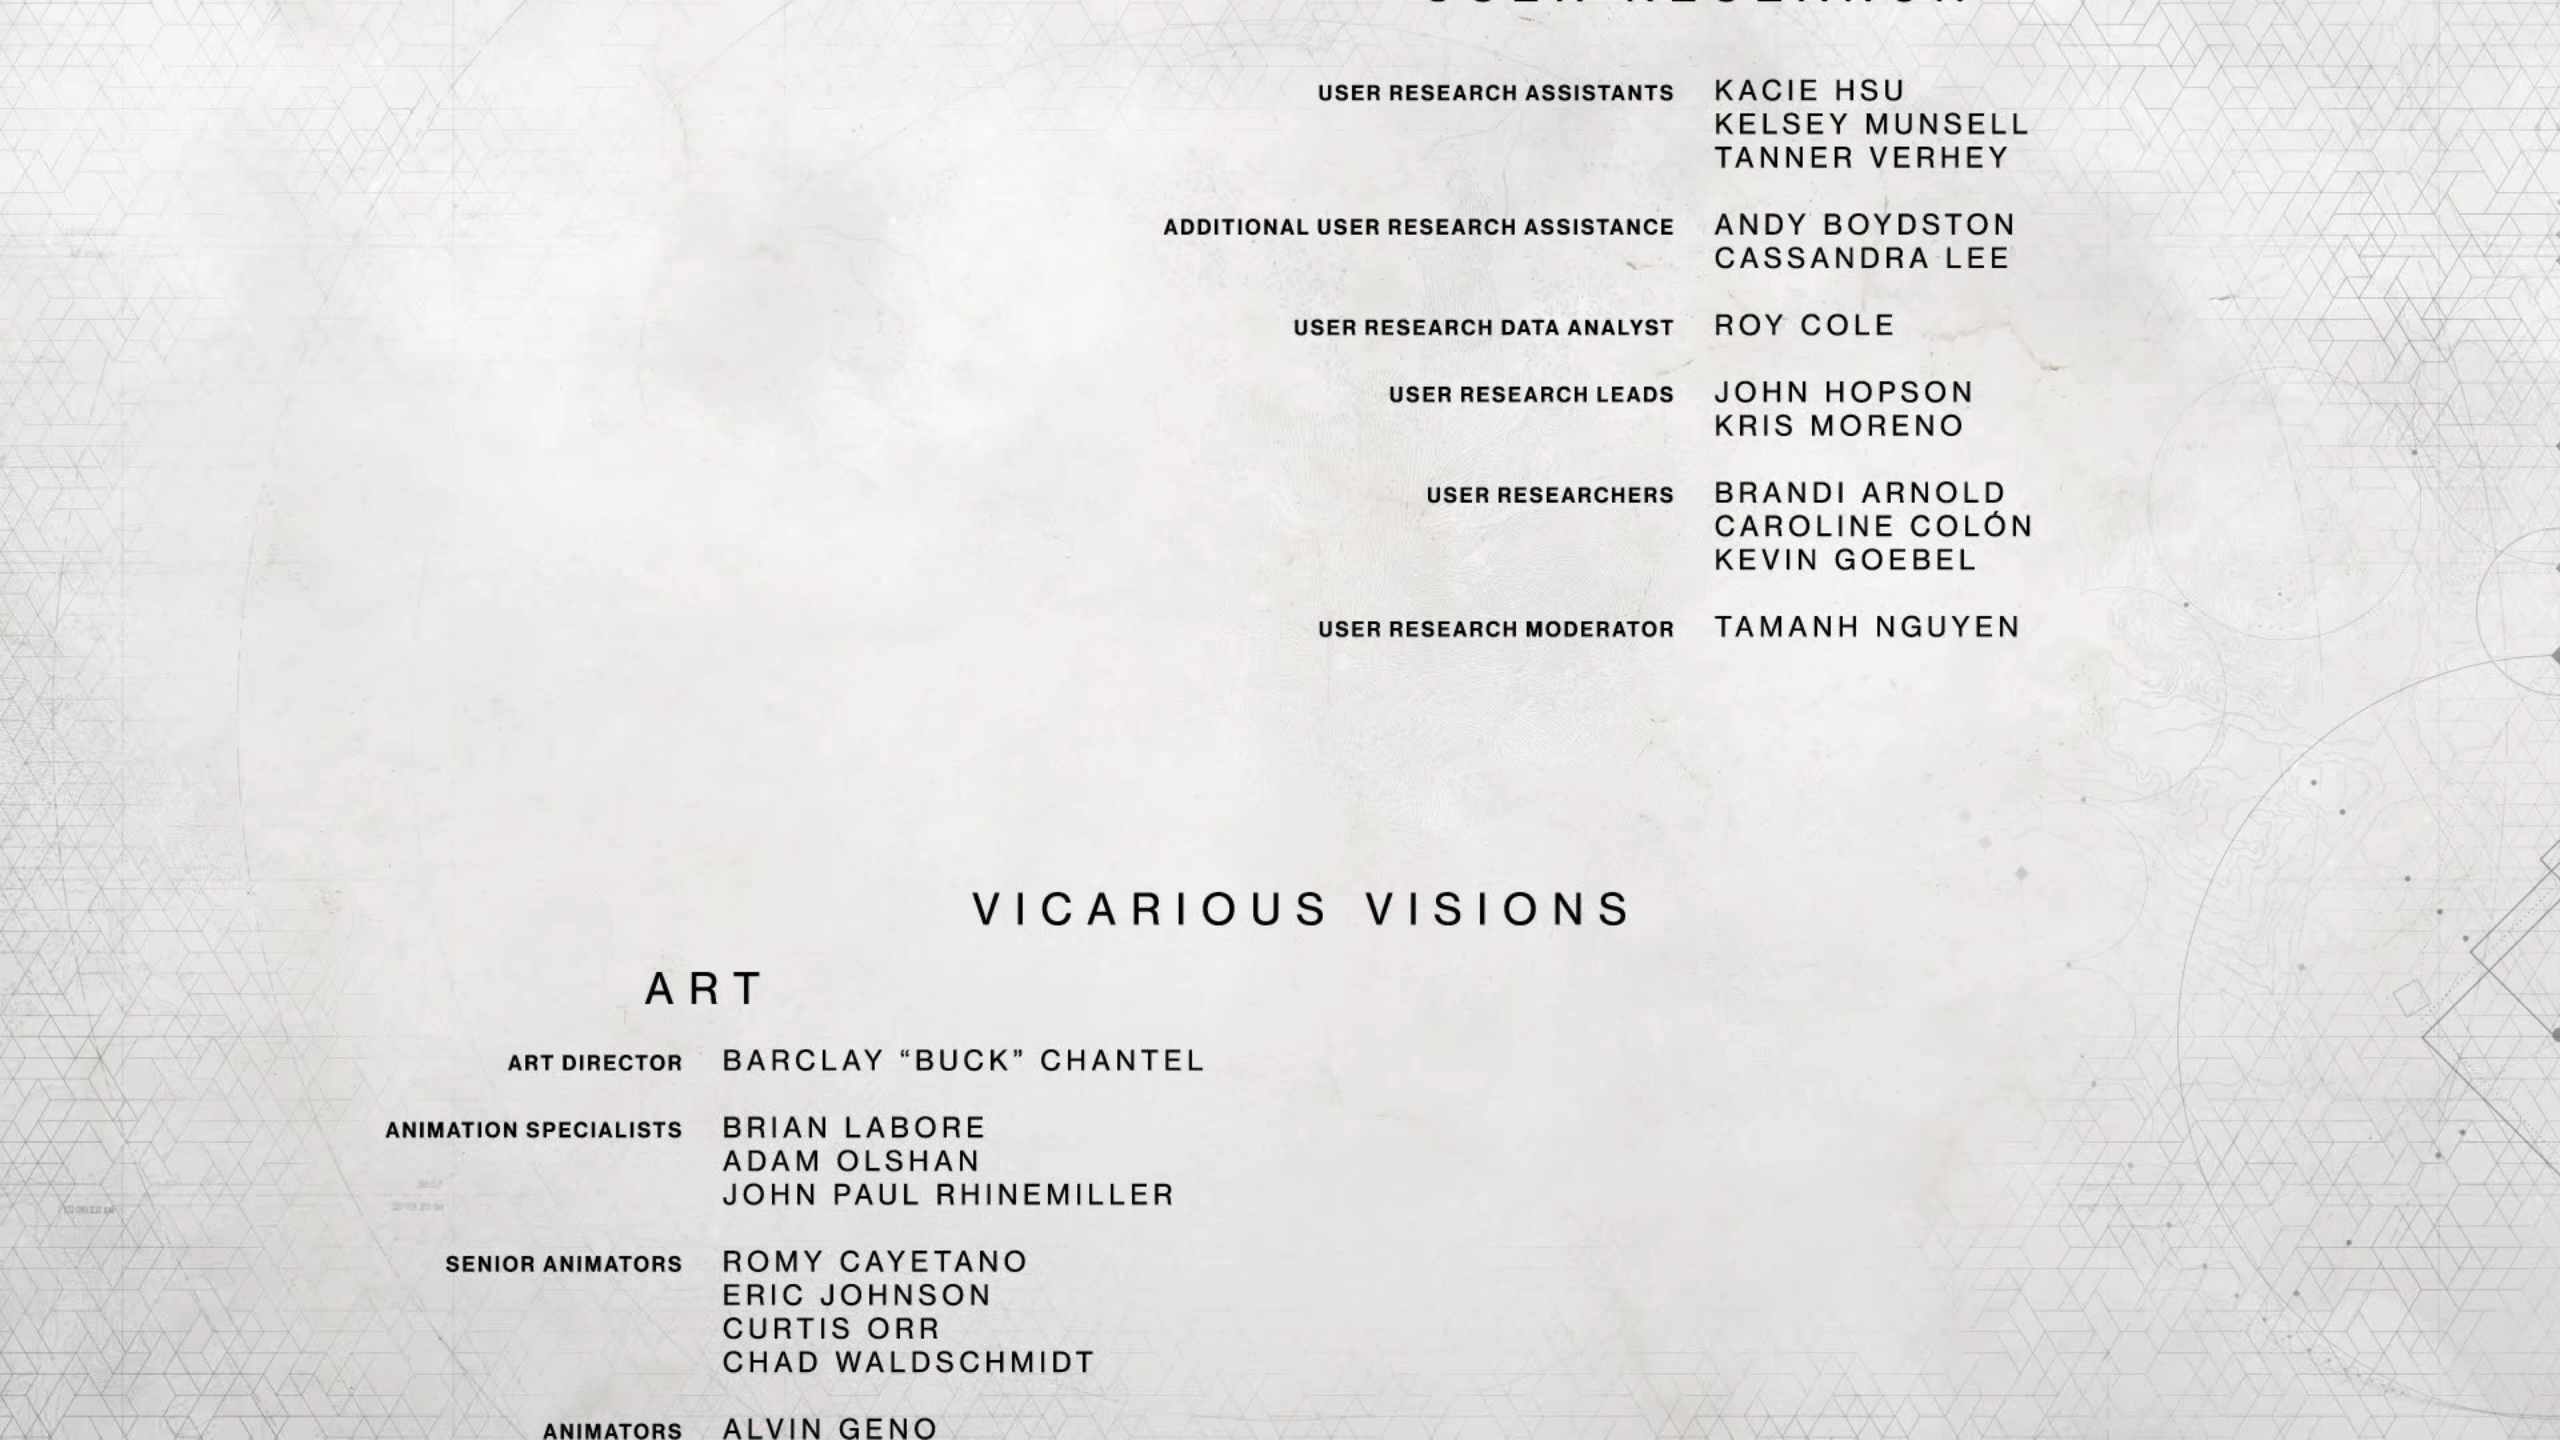 USER RESEARCH
USER RESEARCH ASSISTANTS KACIE HSU
KELSEY MUNSELL
TANNER VERHEY
ADDITIONAL USER RESEARCH ASSISTANCE ANDY BOYDSTON
CASSANDRA LEE
USER RESEARCH DATA ANALYST ROY COLE
USER RESEARCH LEADS JOHN HOPSON
KRIS MORENO
USER RESEARCHERS BRANDI ARNOLD
CAROLINE COLÓN
KEVIN GOEBEL
USER RESEARCH MODERATOR TAMANH NGUYEN
VICARIOUS VISIONS
ART
ART DIRECTOR BARCLAY “BUCK” CHANTEL
ANIMATION SPECIALISTS BRIAN LABORE
ADAM OLSHAN
JOHN PAUL RHINEMILLER
SENIOR ANIMATORS ROMY CAYETANO
ERIC JOHNSON
CURTIS ORR
CHAD WALDSCHMIDT
ANIMATORS ALVIN GENO